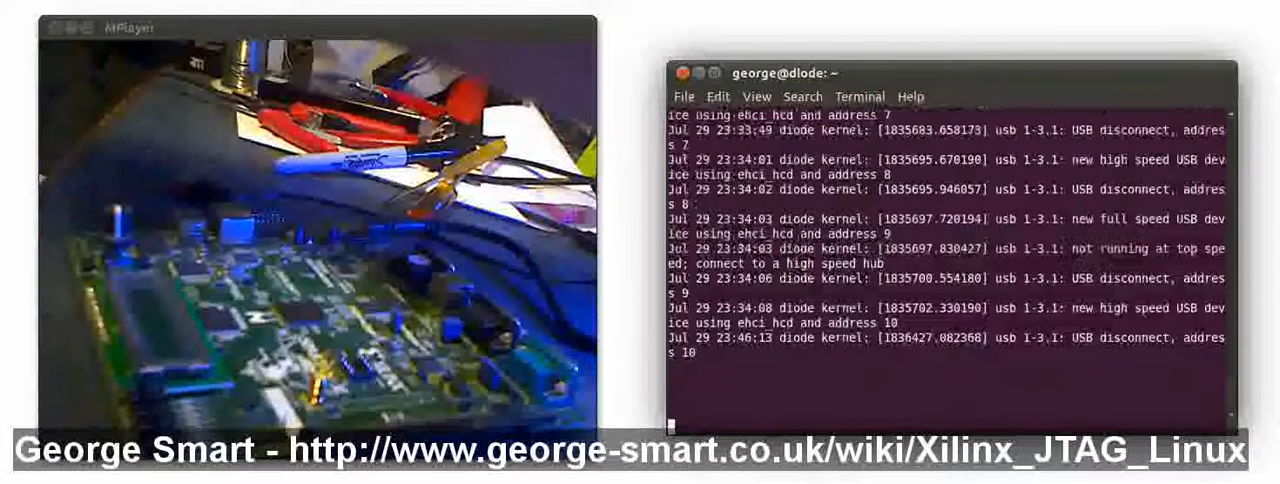 MPlayer
george@diode: ~
File Edit View Search Terminal Help
ice using ehci_hcd and address 7
Jul 29 23:33:49 diode kernel: [1835683.658173] usb 1-3.1: USB disconnect, addres
s 7
Jul 29 23:34:01 diode kernel: [1835695.670190] usb 1-3.1: new high speed USB dev
ice using ehci_hcd and address 8
Jul 29 23:34:02 diode kernel: [1835695.946057] usb 1-3.1: USB disconnect, addres
s 8
Jul 29 23:34:03 diode kernel: [1835697.720194] usb 1-3.1: new full speed USB dev
ice using ehci_hcd and address 9
Jul 29 23:34:03 diode kernel: [1835697.830427] usb 1-3.1: not running at top spe
ed; connect to a high speed hub
Jul 29 23:34:06 diode kernel: [1835700.554180] usb 1-3.1: USB disconnect, addres
s 9
Jul 29 23:34:08 diode kernel: [1835702.330190] usb 1-3.1: new high speed USB dev
ice using ehci_hcd and address 10
Jul 29 23:46:13 diode kernel: [1836427.082368] usb 1-3.1: USB disconnect, addres
s 10
George Smart - http://www.george-smart.co.uk/wiki/Xilinx_JTAG_Linux